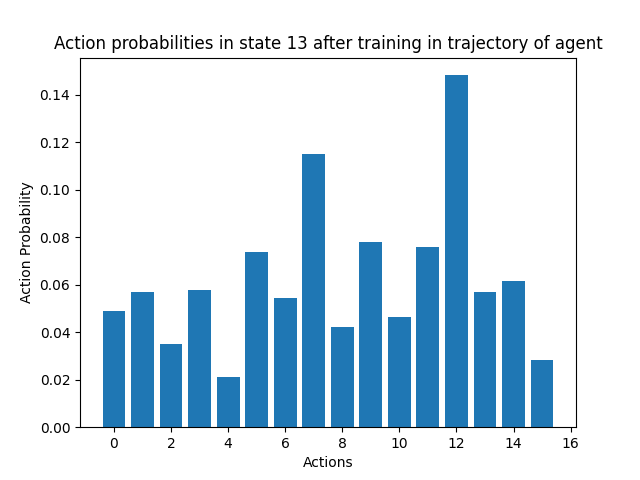 Action probabilities in state 13 after training in trajectory of agent
0.14
0.12
0.10
0.08
0.06
0.04
0.02
0.00
Action Probability
0 2 4 6 8 10 12 14 16
Actions